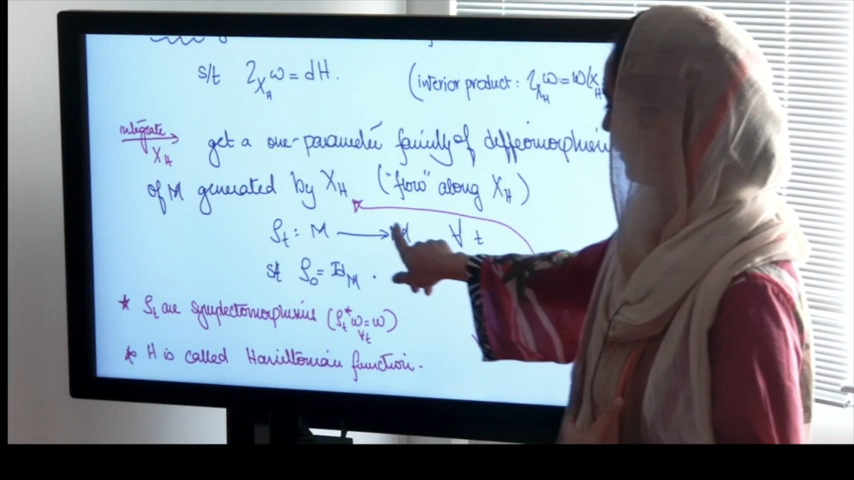 s/t ι_{X_H} ω = dH. (interior product: ι_{X_H} ω = ω(X_H
integrate X_H get a one-parameter family of diffeomorphism
of M generated by X_H ("flow" along X_H)
ρ_t : M → M ∀ t
s/t ρ_0 = Id_M .
* ρ_t are symplectomorphisms (ρ_t^* ω = ω ∀t)
* H is called Hamiltonian function.